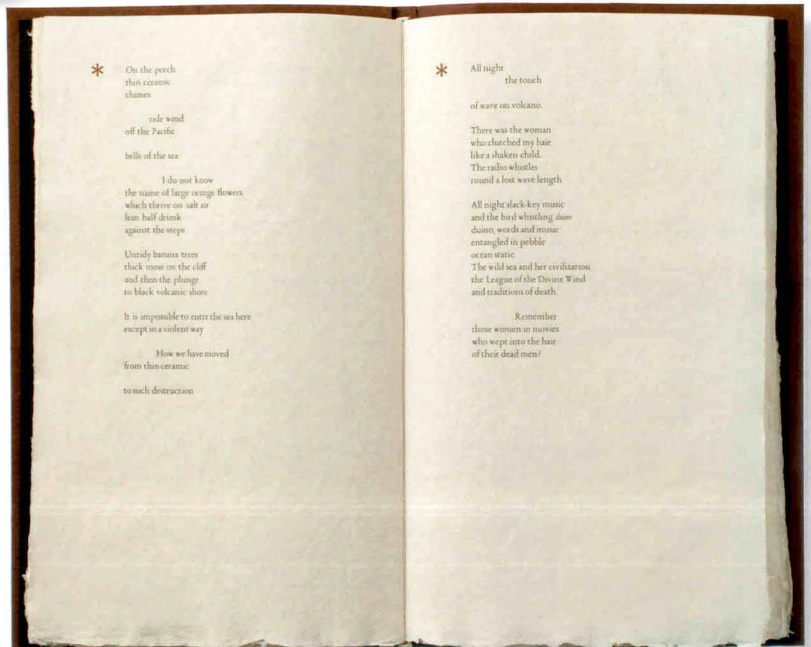 *
On the porch
thin ceramic
chimes
ride wind
off the Pacific
bells of the sea
I do not know
the name of large orange flowers
which thrive on salt air
lean half drunk
against the steps
Untidy banana trees
thick moss on the cliff
and then the plunge
to black volcanic shore
It is impossible to enter the sea here
except in a violent way
How we have moved
from thin ceramic
to such destruction
*
All night
the touch
of wave on volcano.
There was the woman
who clutched my hair
like a shaken child.
The radio whistles
round a lost wave length.
All night slack-key music
and the bird whistling duino
duino, words and music
entangled in pebble
ocean static.
The wild sea and her civilization
the League of the Divine Wind
and traditions of death.
Remember
those women in movies
who wept into the hair
of their dead men?